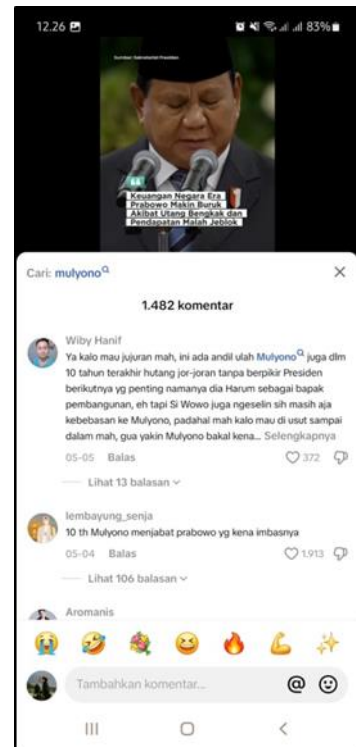 12.26
83%
Sumber: Sekretariat Presiden
Keuangan Negara Era
Prabowo Makin Buruk
Akibat Utang Bengkak dan
Pendapatan Malah Jeblok
Cari: mulyono
1.482 komentar
Wiby Hanif
Ya kalo mau jujuran mah, ini ada andil ulah Mulyono juga dlm
10 tahun terakhir hutang jor-joran tanpa berpikir Presiden
berikutnya yg penting namanya dia Harum sebagai bapak
pembangunan, eh tapi Si Wowo juga ngeselin sih masih aja
kebebasan ke Mulyono, padahal mah kalo mau di usut sampai
dalam mah, gua yakin Mulyono bakal kena... Selengkapnya
05-05 Balas 372
Lihat 13 balasan
lembayung_senja
10 th Mulyono menjabat prabowo yg kena imbasnya
05-04 Balas 1.913
Lihat 106 balasan
Aromanis
Tambahkan komentar...